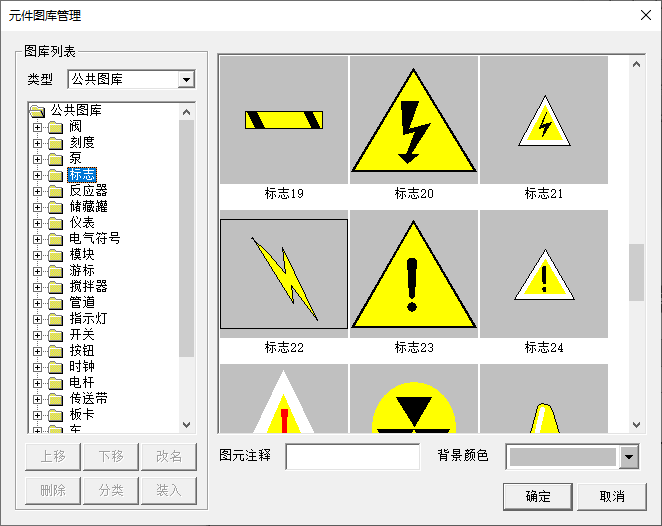 元件图库管理
图库列表
类型 公共图库
公共图库
阀
刻度
泵
标志
反应器
储藏罐
仪表
电气符号
模块
游标
搅拌器
管道
指示灯
开关
按钮
时钟
电杆
传送带
板卡
车
上移 下移 改名
删除 分类 装入
标志19 标志20 标志21
标志22 标志23 标志24
图元注释 背景颜色
确定 取消